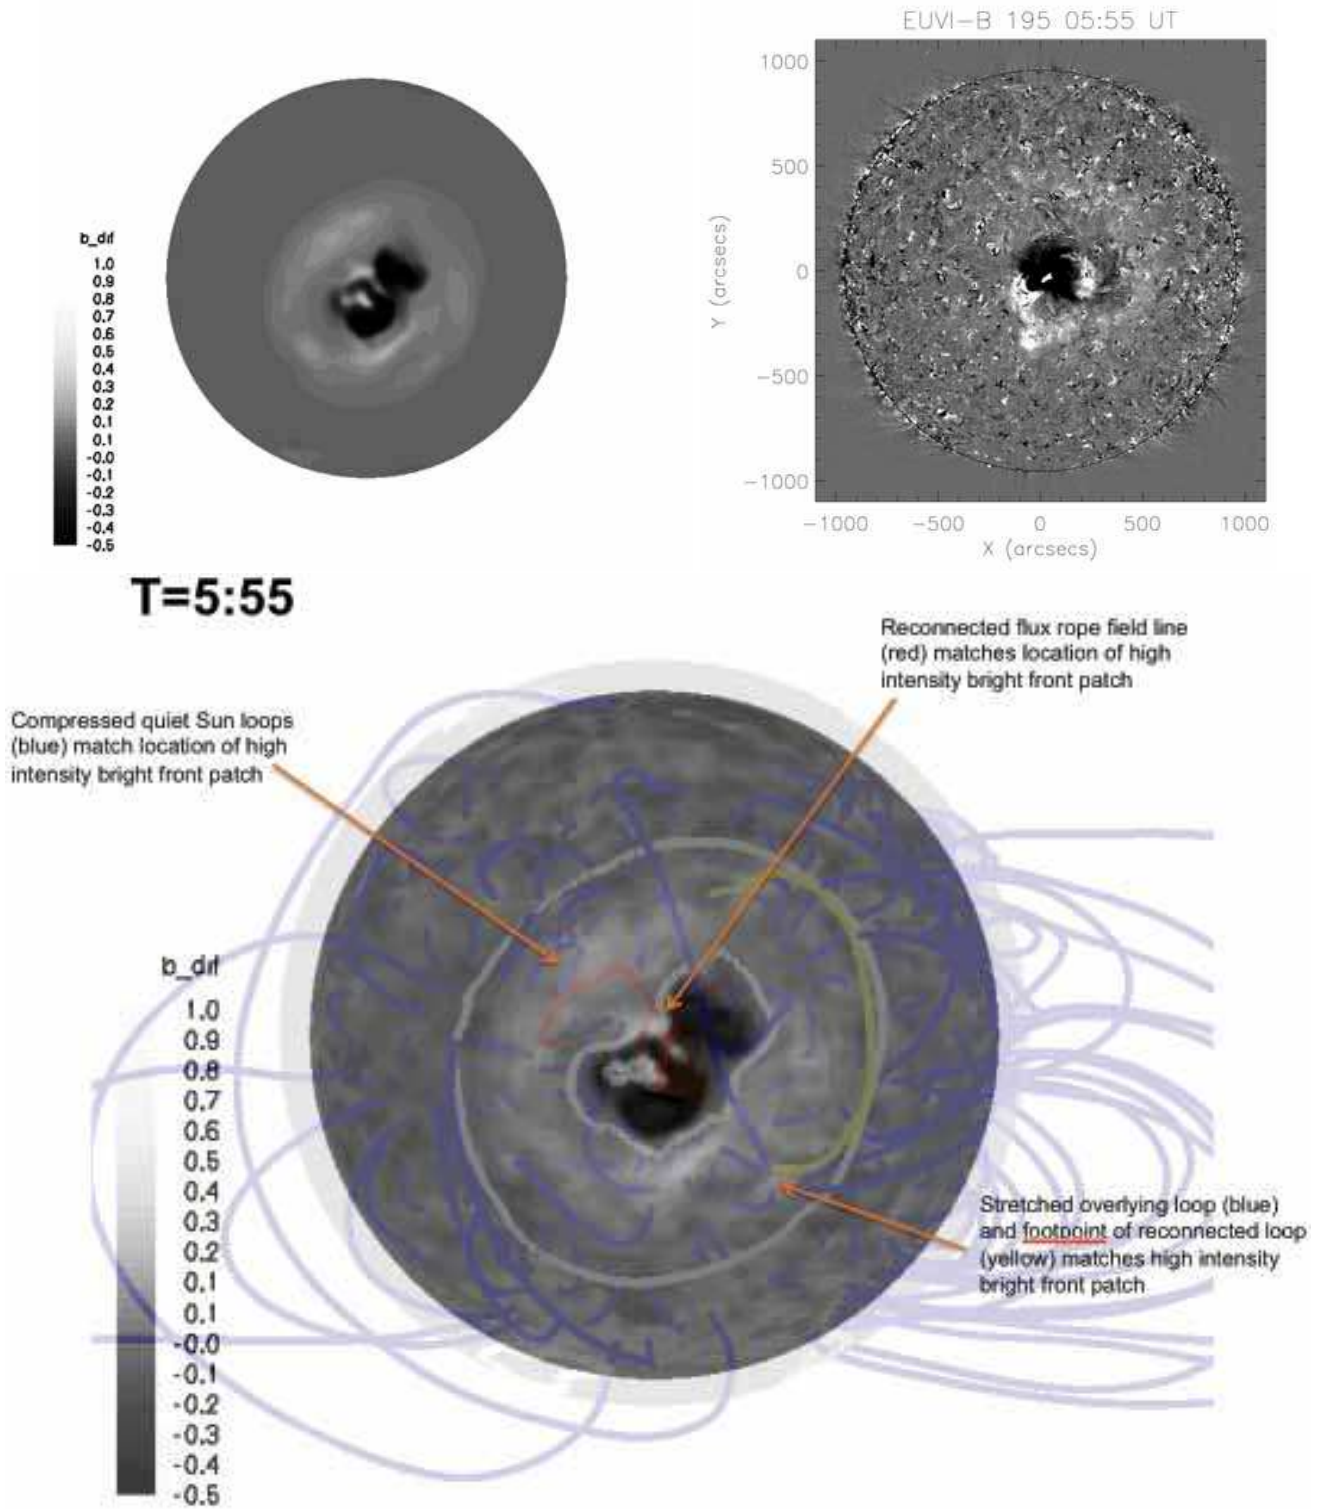 EUVI-B 195 05:55 UT
b_dif
1.0
0.9
0.8
0.7
0.6
0.5
0.4
0.3
0.2
0.1
0.1
-0.0
-0.1
-0.2
-0.3
-0.4
-0.5
Y (arcsecs)
1000
500
0
-500
-1000
-1000 -500 0 500 1000
X (arcsecs)
T=5:55
Reconnected flux rope field line
(red) matches location of high
intensity bright front patch
Compressed quiet Sun loops
(blue) match location of high
intensity bright front patch
b_dif
1.0
0.9
0.8
0.7
0.6
0.5
0.4
0.3
0.2
0.1
0.1
-0.0
-0.1
-0.2
-0.3
-0.4
-0.5
Stretched overlying loop (blue)
and footpoint of reconnected loop
(yellow) matches high intensity
bright front patch